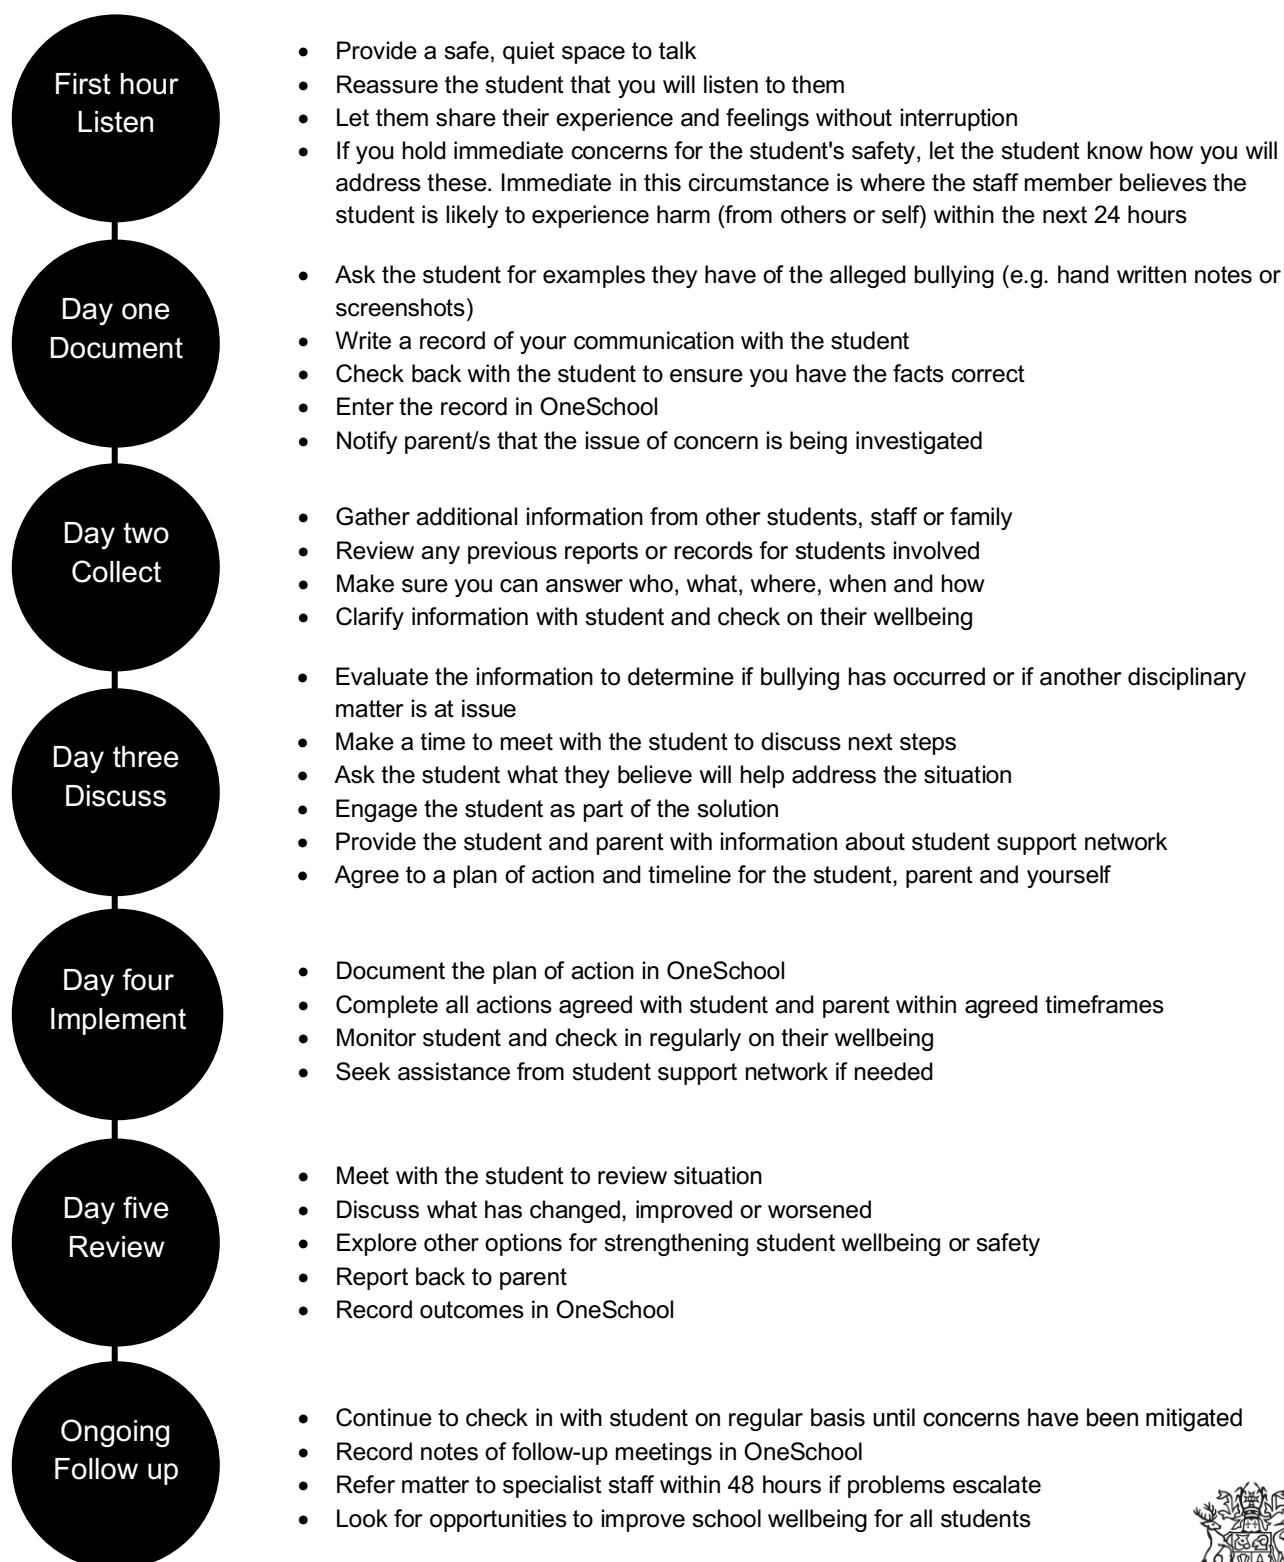 First hour
Listen
• Provide a safe, quiet space to talk
• Reassure the student that you will listen to them
• Let them share their experience and feelings without interruption
• If you hold immediate concerns for the student's safety, let the student know how you will
address these. Immediate in this circumstance is where the staff member believes the
student is likely to experience harm (from others or self) within the next 24 hours
Day one
Document
• Ask the student for examples they have of the alleged bullying (e.g. hand written notes or
screenshots)
• Write a record of your communication with the student
• Check back with the student to ensure you have the facts correct
• Enter the record in OneSchool
• Notify parent/s that the issue of concern is being investigated
Day two
Collect
• Gather additional information from other students, staff or family
• Review any previous reports or records for students involved
• Make sure you can answer who, what, where, when and how
• Clarify information with student and check on their wellbeing
Day three
Discuss
• Evaluate the information to determine if bullying has occurred or if another disciplinary
matter is at issue
• Make a time to meet with the student to discuss next steps
• Ask the student what they believe will help address the situation
• Engage the student as part of the solution
• Provide the student and parent with information about student support network
• Agree to a plan of action and timeline for the student, parent and yourself
Day four
Implement
• Document the plan of action in OneSchool
• Complete all actions agreed with student and parent within agreed timeframes
• Monitor student and check in regularly on their wellbeing
• Seek assistance from student support network if needed
Day five
Review
• Meet with the student to review situation
• Discuss what has changed, improved or worsened
• Explore other options for strengthening student wellbeing or safety
• Report back to parent
• Record outcomes in OneSchool
Ongoing
Follow up
• Continue to check in with student on regular basis until concerns have been mitigated
• Record notes of follow-up meetings in OneSchool
• Refer matter to specialist staff within 48 hours if problems escalate
• Look for opportunities to improve school wellbeing for all students